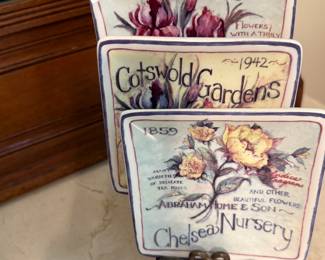 FLOWERS
WITH A TRULY
1942
Cotswold Gardens
1859
AND OTHER
BEAUTIFUL FLOWERS
ABRAHAM HOME & SON
Chelsea Nursery